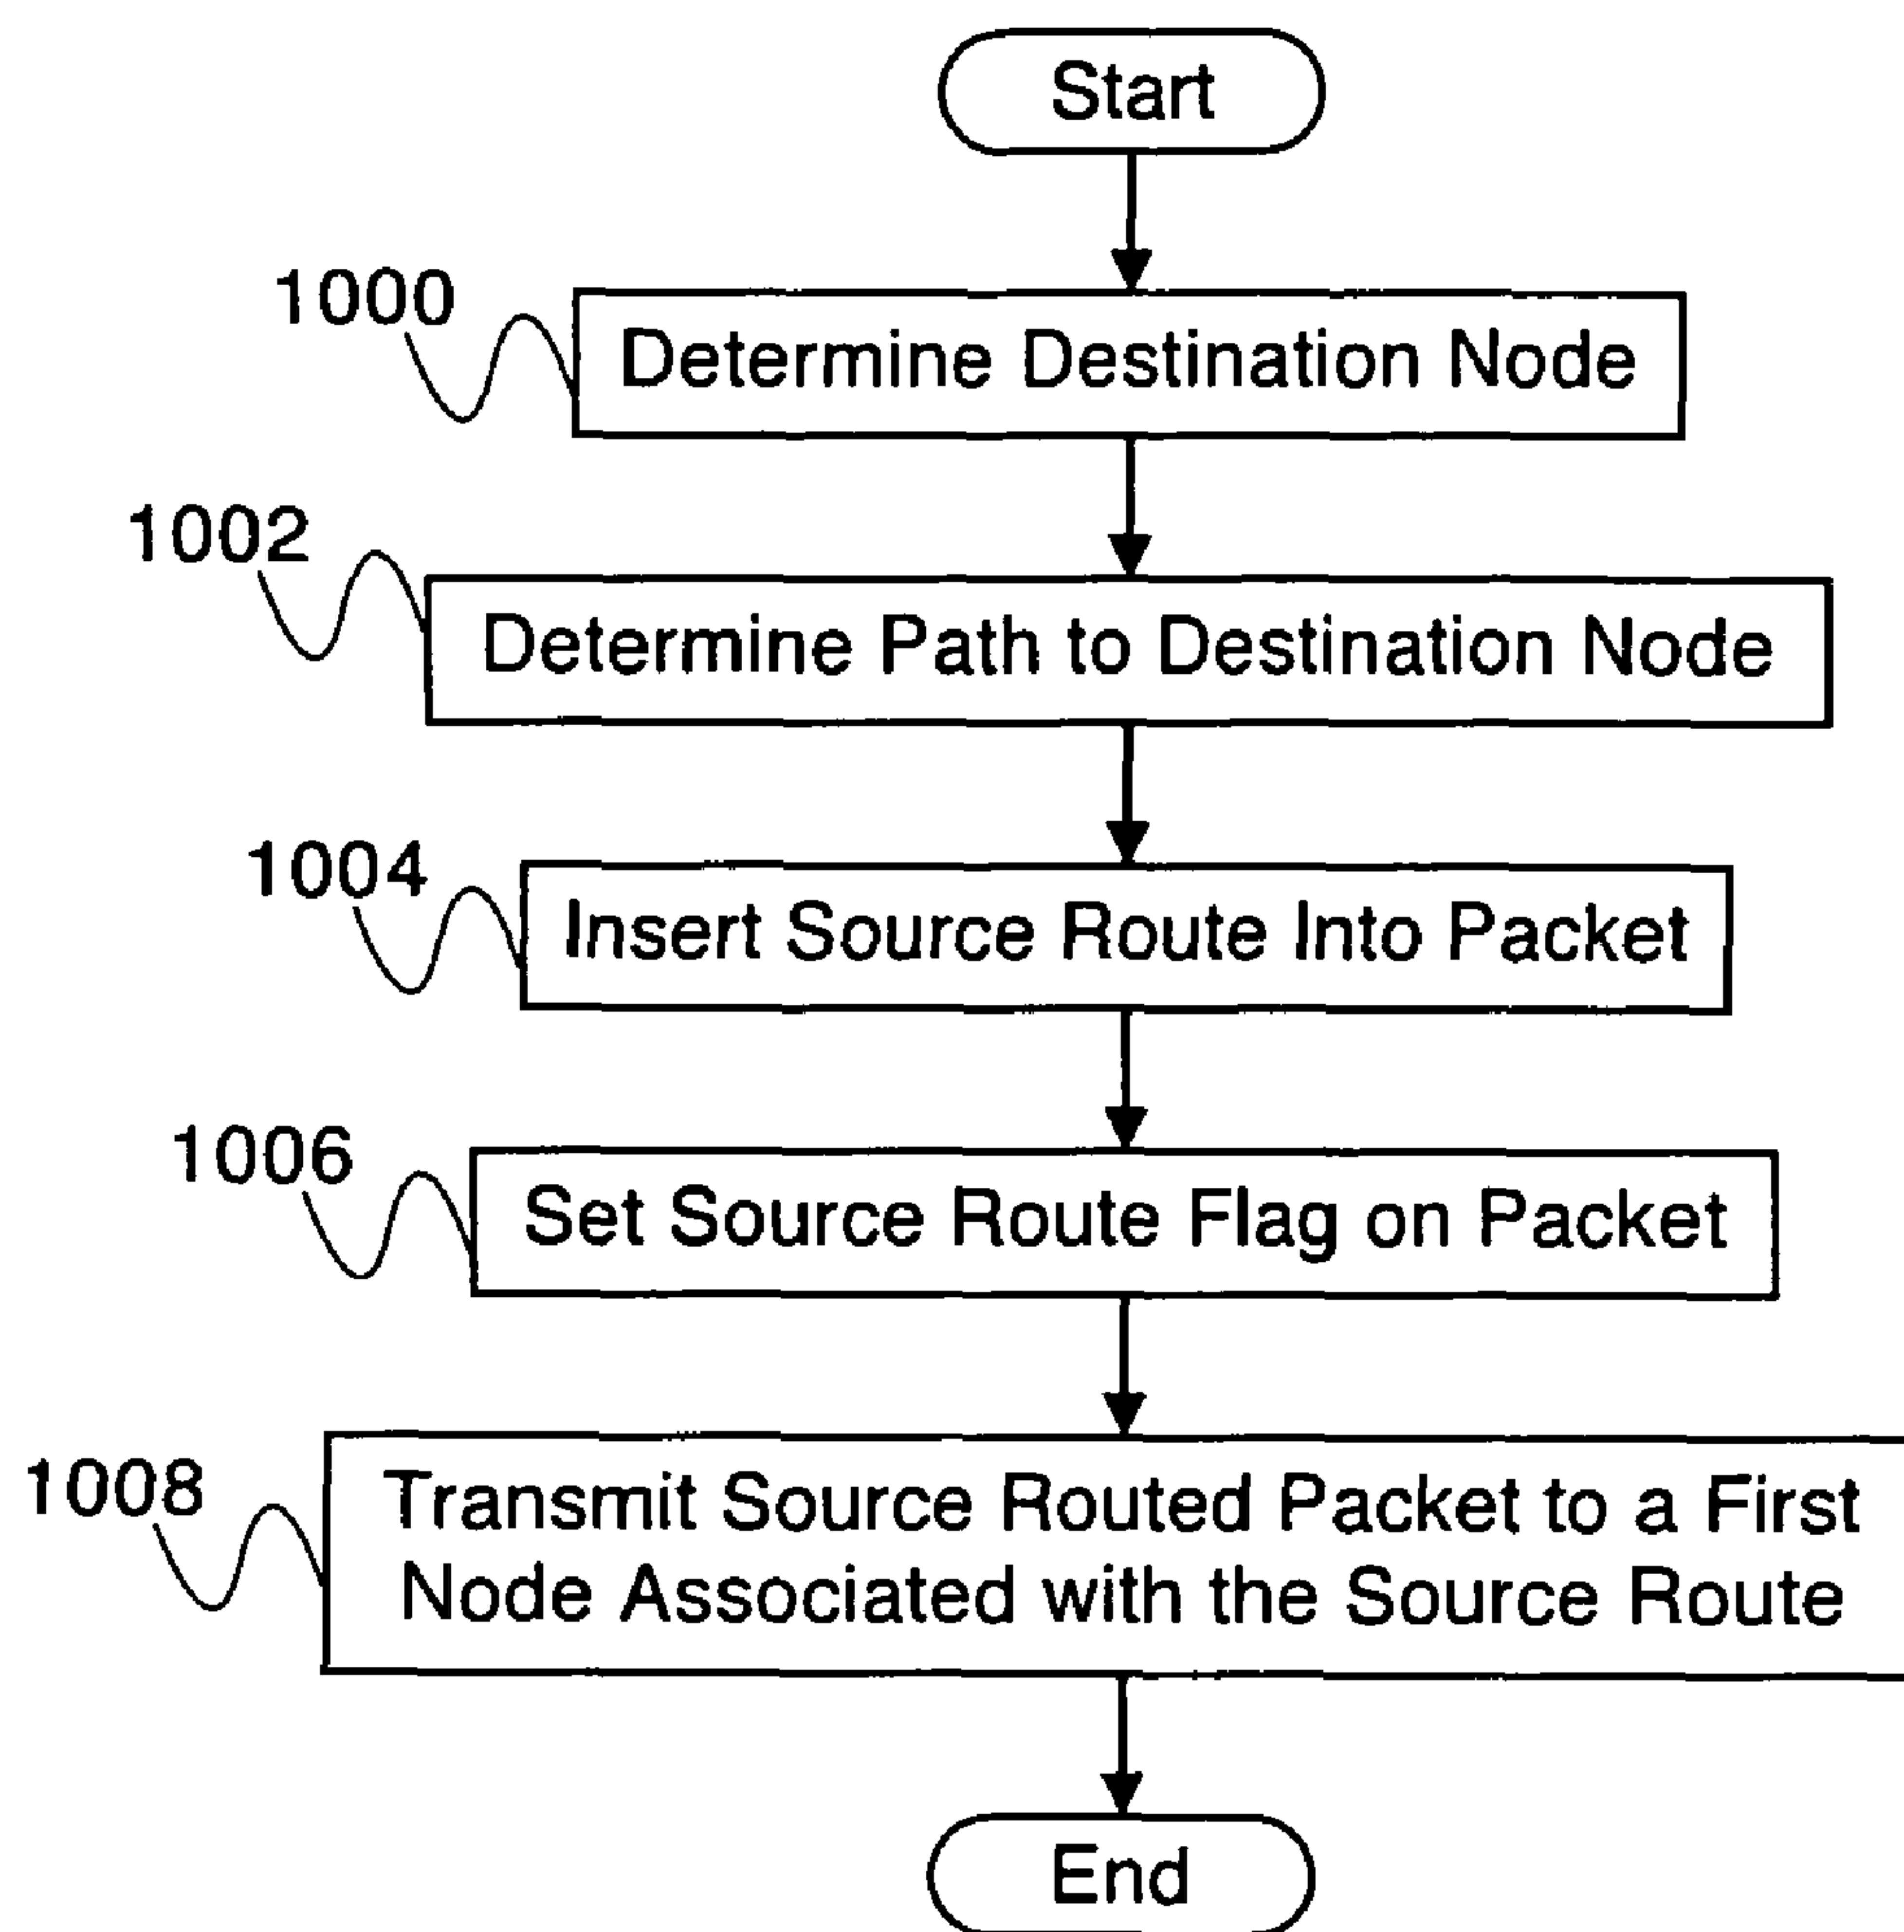 Start
1000
Determine Destination Node
1002
Determine Path to Destination Node
1004
Insert Source Route Into Packet
1006
Set Source Route Flag on Packet
1008
Transmit Source Routed Packet to a First
Node Associated with the Source Route
End